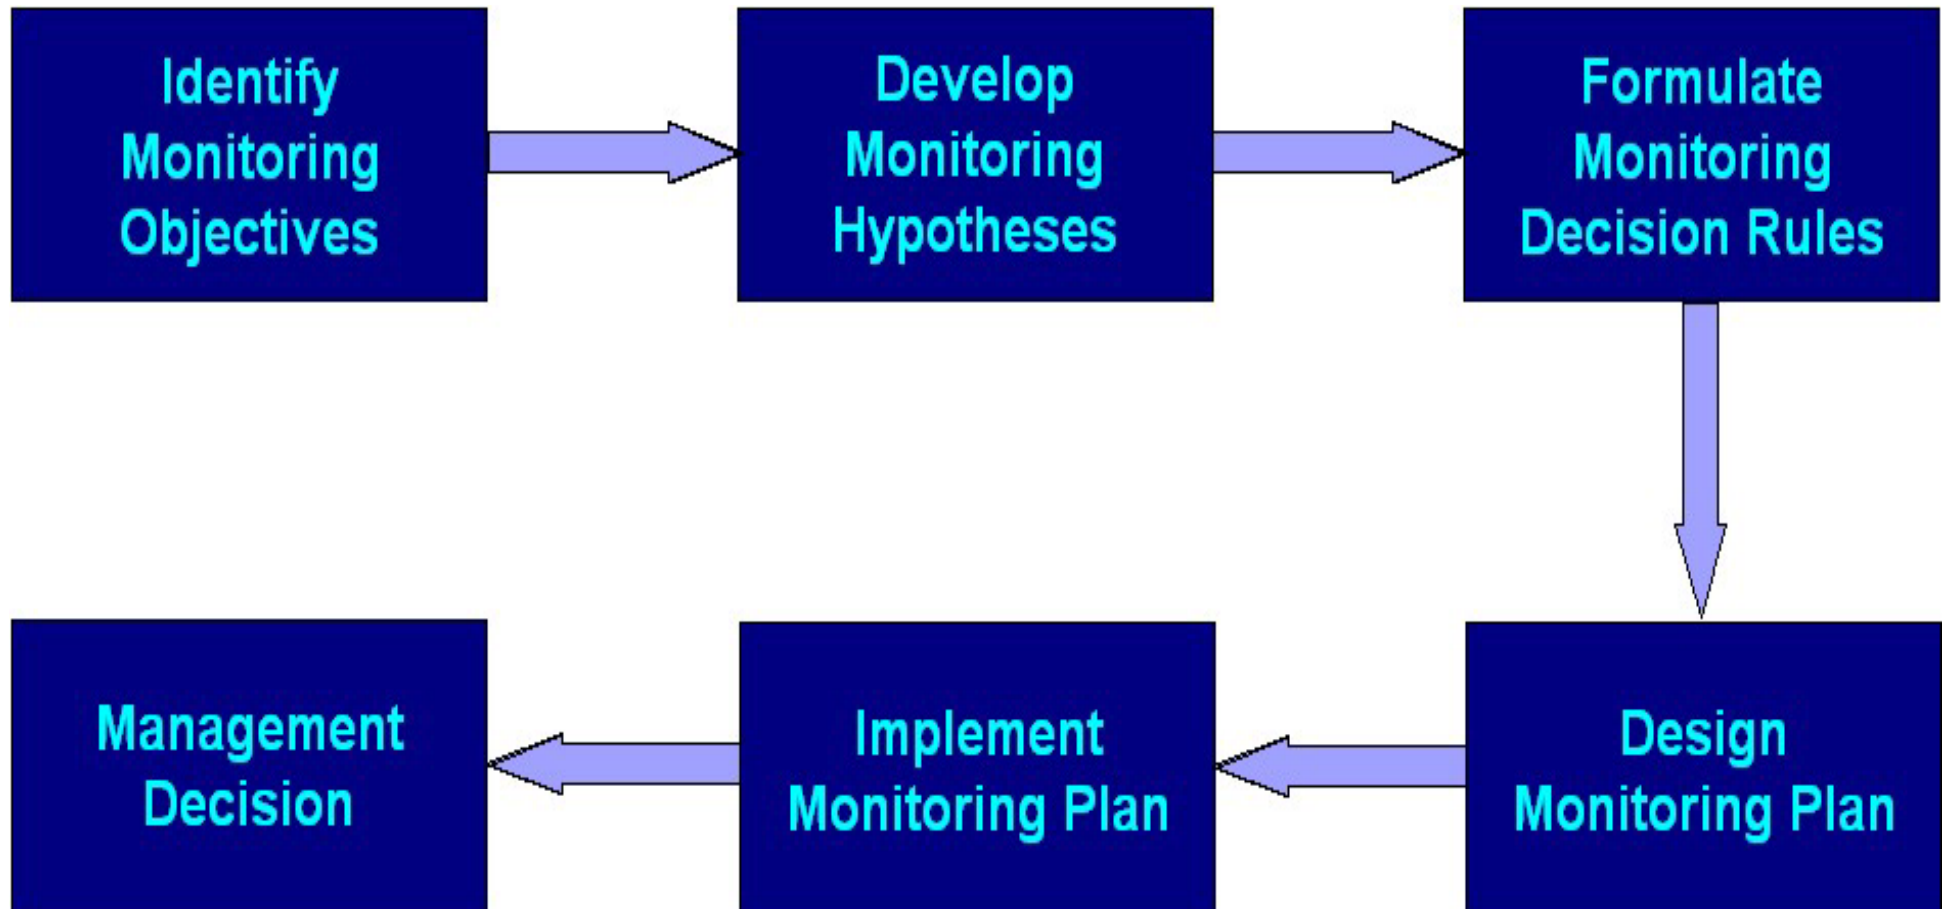 Identify
Monitoring
Objectives
Develop
Monitoring
Hypotheses
Formulate
Monitoring
Decision Rules
Design
Monitoring Plan
Implement
Monitoring Plan
Management
Decision